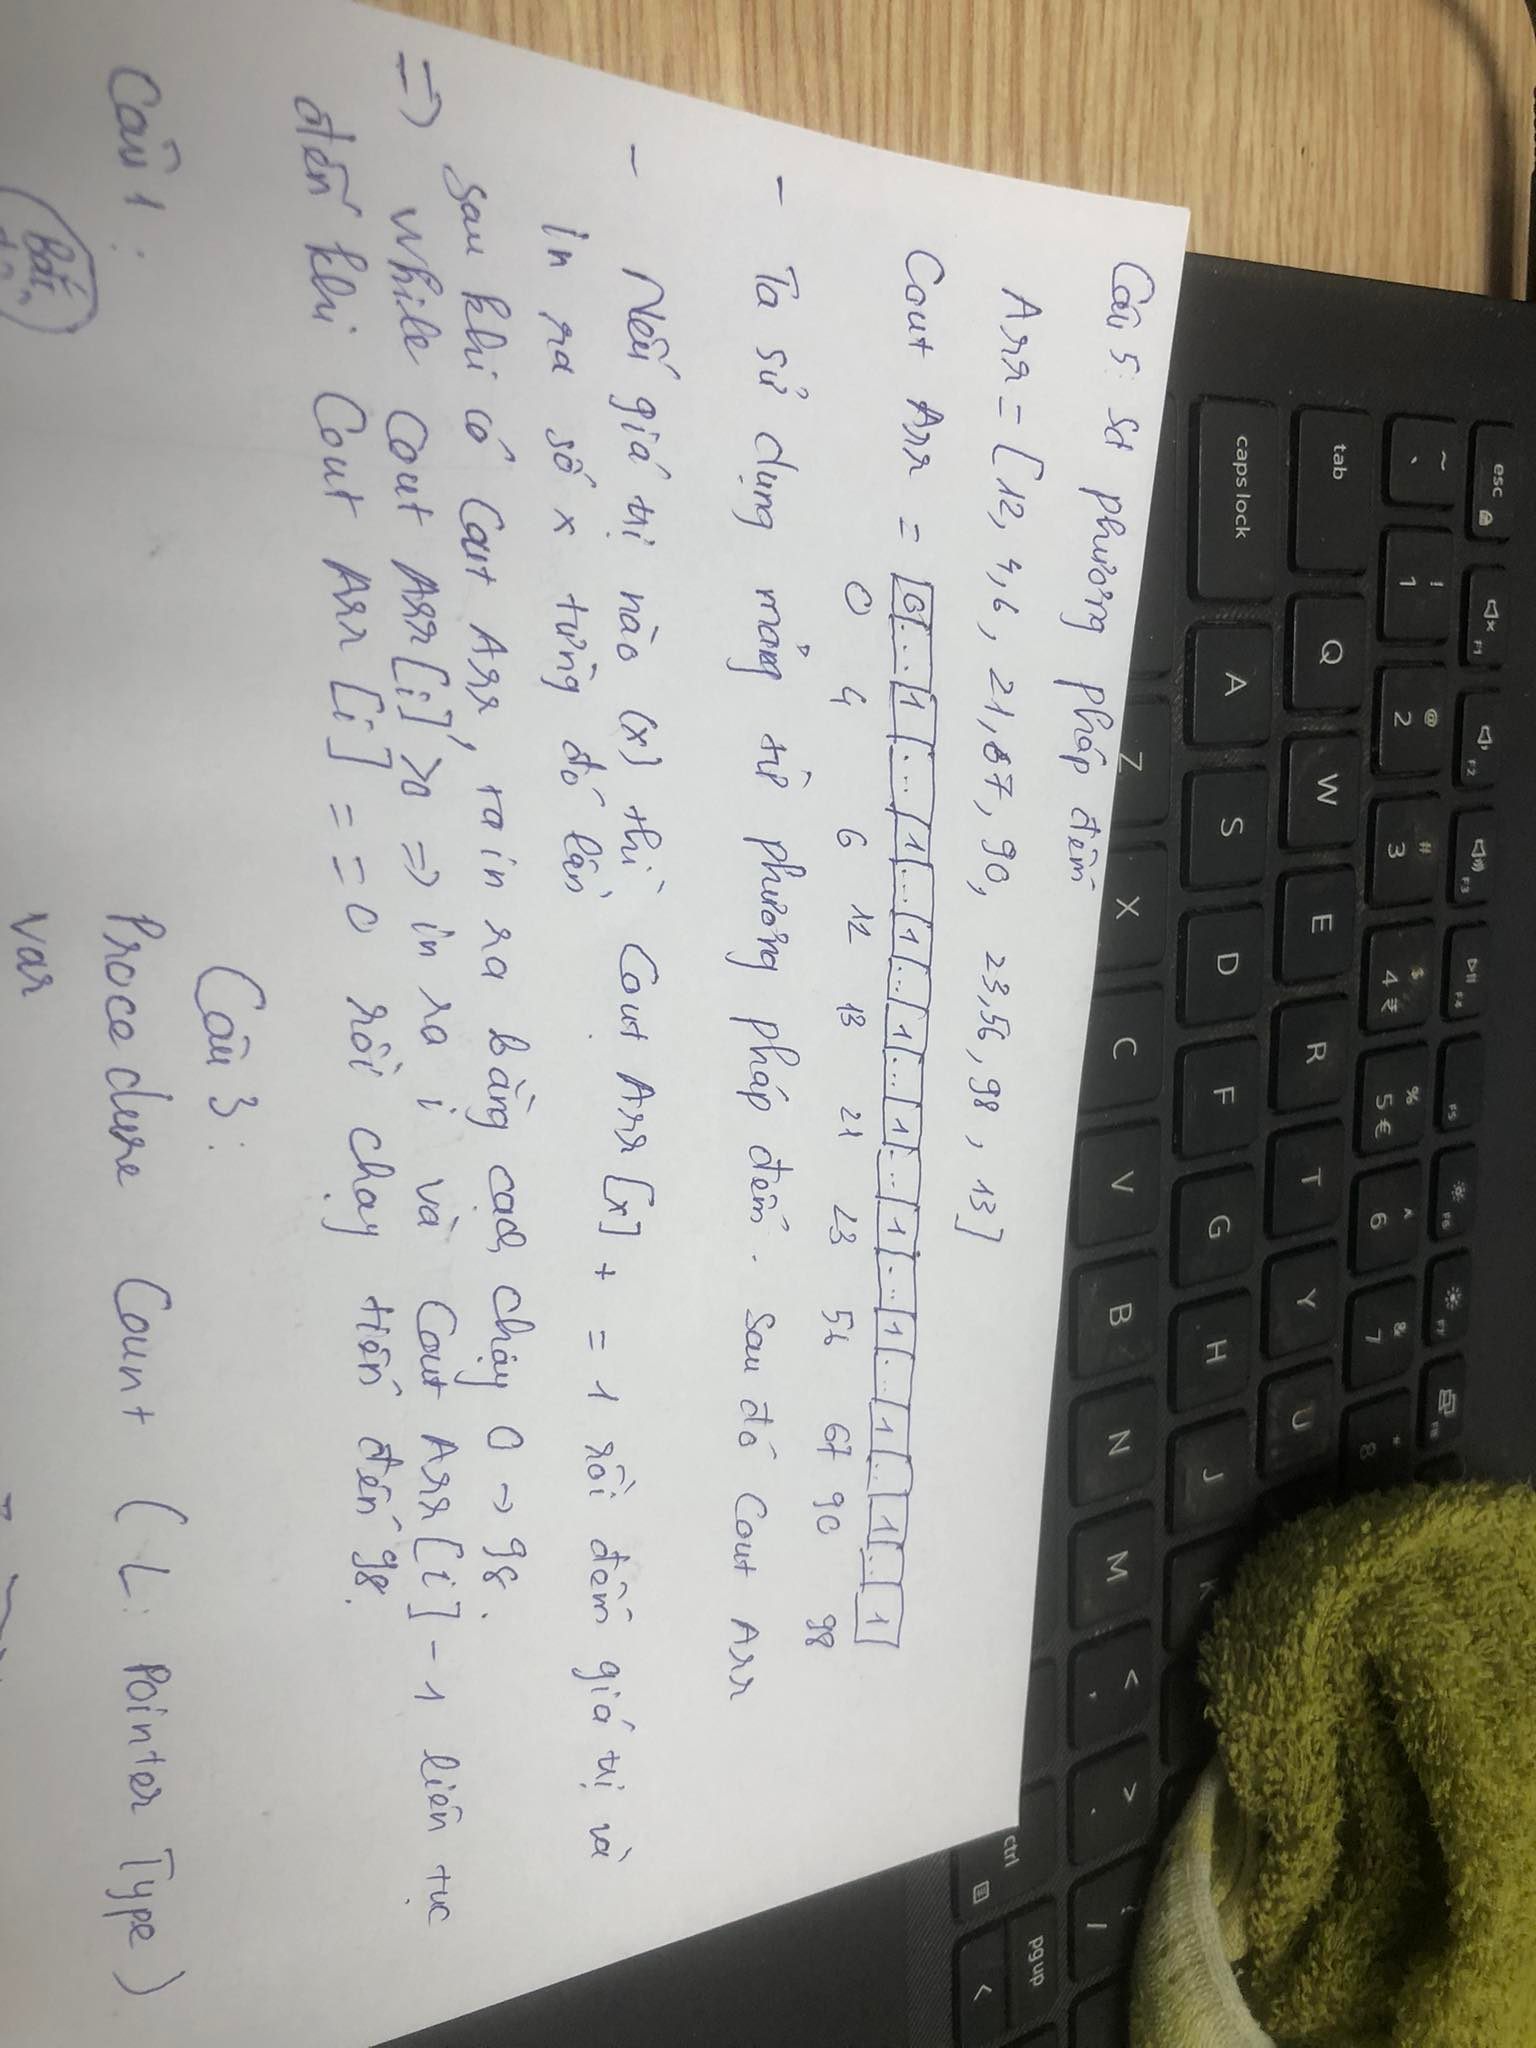 esc F1 F2 F3 F4 F5 F6 F7 F8
~ ` ! 1 @ 2 # 3 $ 4 ₹ % 5 € ^ 6 & 7 * 8
tab Q W E R T Y U
caps lock A S D F G H J K
Z X C V B N M < , > . /
ctrl pg up <
Câu 5: Sd phương pháp đếm
Arr = [12, 4, 6, 21, 67, 90, 23, 56, 98, 13]
Cout Arr = 0 ... 1 ... 1 ... 1 ... 1 ... 1 ... 1 ... 1 ... 1 .. 1 ... 1
0 4 6 12 13 21 23 56 67 90 98
- Ta sử dụng mảng từ phương pháp đếm. Sau đó Cout Arr
- Nếu giá trị nào (x) thì Cout Arr [x] + = 1 rồi đếm giá trị và
in ra số x từng đó lần
sau khi có Cout Arr, ta in ra bằng cách chạy 0 → 98.
=> While Cout Arr [i] >0 => in ra i và Cout Arr [i] - 1 liên tục
đến khi Cout Arr [i] = = 0 rồi chạy tiến đến 98.
Câu 3:
Câu 1:
Procedure Count ( L: Pointer Type )
Bắt
var